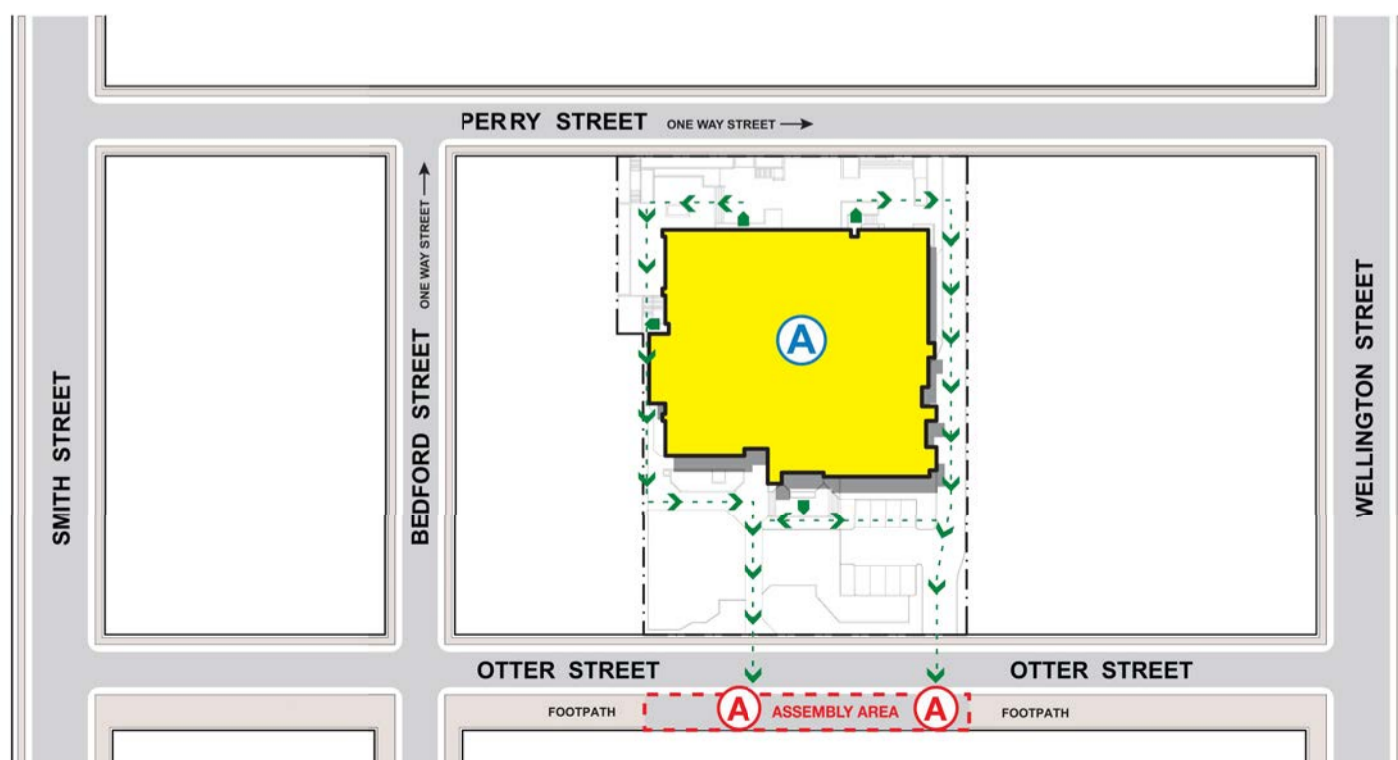 PERRY STREET ONE WAY STREET
ONE WAY STREET
A
SMITH STREET
BEDFORD STREET
WELLINGTON STREET
OTTER STREET
OTTER STREET
FOOTPATH
A ASSEMBLY AREA A
FOOTPATH